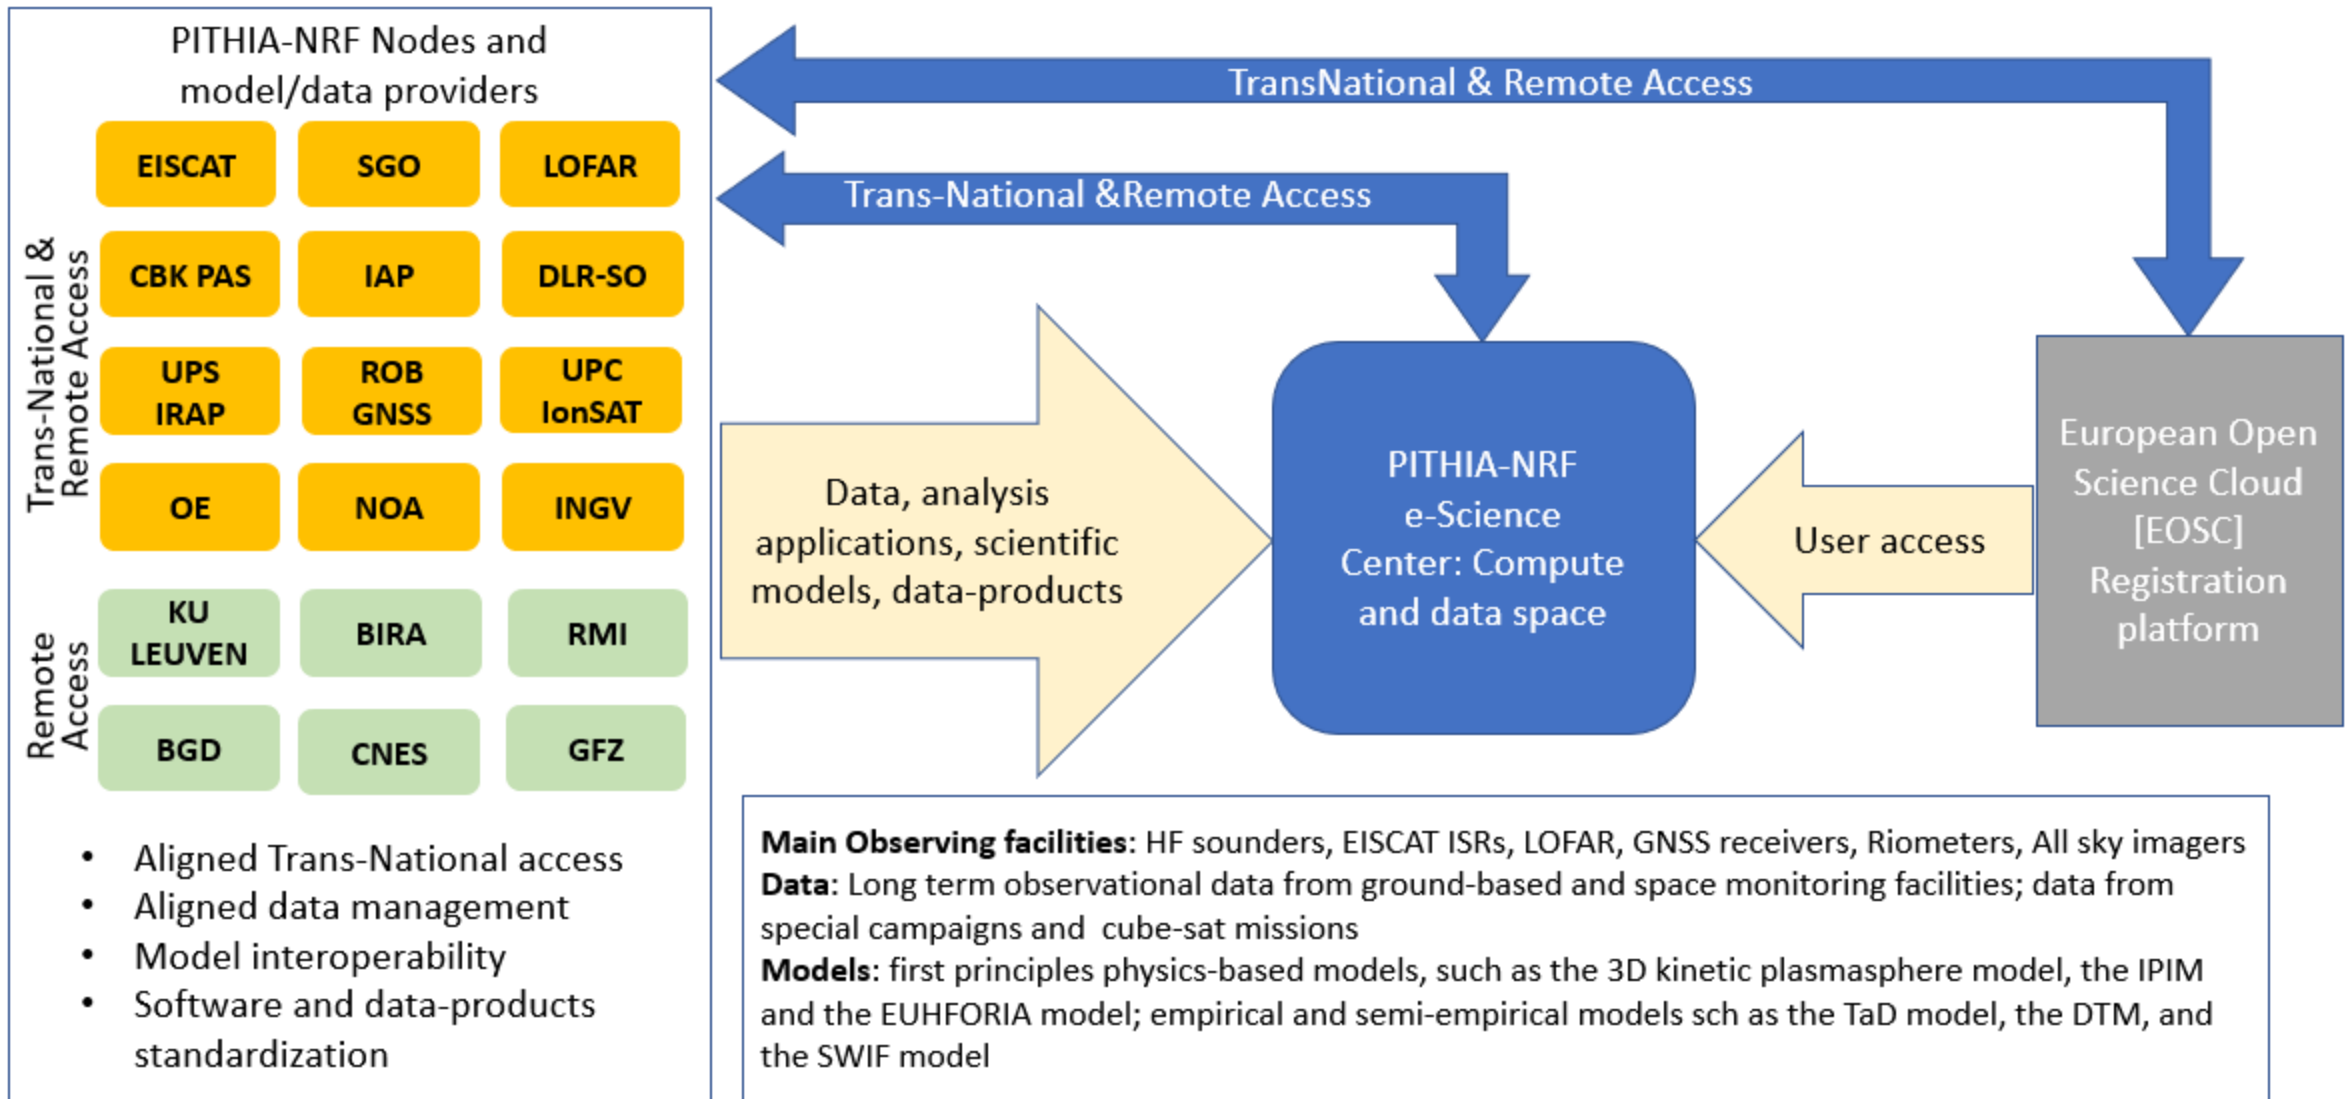 PITHIA-NRF Nodes and
model/data providers
Trans-National &
Remote Access
EISCAT
SGO
LOFAR
CBK PAS
IAP
DLR-SO
UPS
IRAP
ROB
GNSS
UPC
IonSAT
OE
NOA
INGV
Remote
Access
KU
LEUVEN
BIRA
RMI
BGD
CNES
GFZ
• Aligned Trans-National access
• Aligned data management
• Model interoperability
• Software and data-products
standardization
TransNational & Remote Access
Trans-National &Remote Access
Data, analysis
applications, scientific
models, data-products
PITHIA-NRF
e-Science
Center: Compute
and data space
User access
European Open
Science Cloud
[EOSC]
Registration
platform
Main Observing facilities: HF sounders, EISCAT ISRs, LOFAR, GNSS receivers, Riometers, All sky imagers
Data: Long term observational data from ground-based and space monitoring facilities; data from
special campaigns and cube-sat missions
Models: first principles physics-based models, such as the 3D kinetic plasmasphere model, the IPIM
and the EUHFORIA model; empirical and semi-empirical models sch as the TaD model, the DTM, and
the SWIF model